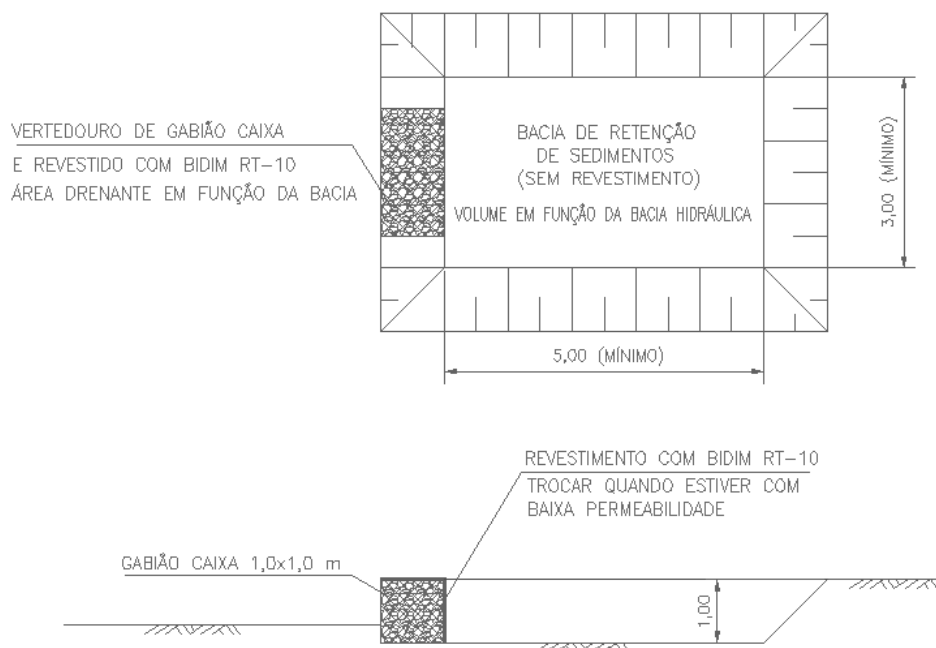 VERTEDOURO DE GABIÃO CAIXA
E REVESTIDO COM BIDIM RT-10
ÁREA DRENANTE EM FUNÇÃO DA BACIA
BACIA DE RETENÇÃO
DE SEDIMENTOS
(SEM REVESTIMENTO)
VOLUME EM FUNÇÃO DA BACIA HIDRÁULICA
3,00 (MÍNIMO)
5,00 (MÍNIMO)
REVESTIMENTO COM BIDIM RT-10
TROCAR QUANDO ESTIVER COM
BAIXA PERMEABILIDADE
GABIÃO CAIXA 1,0x1,0 m
1,00